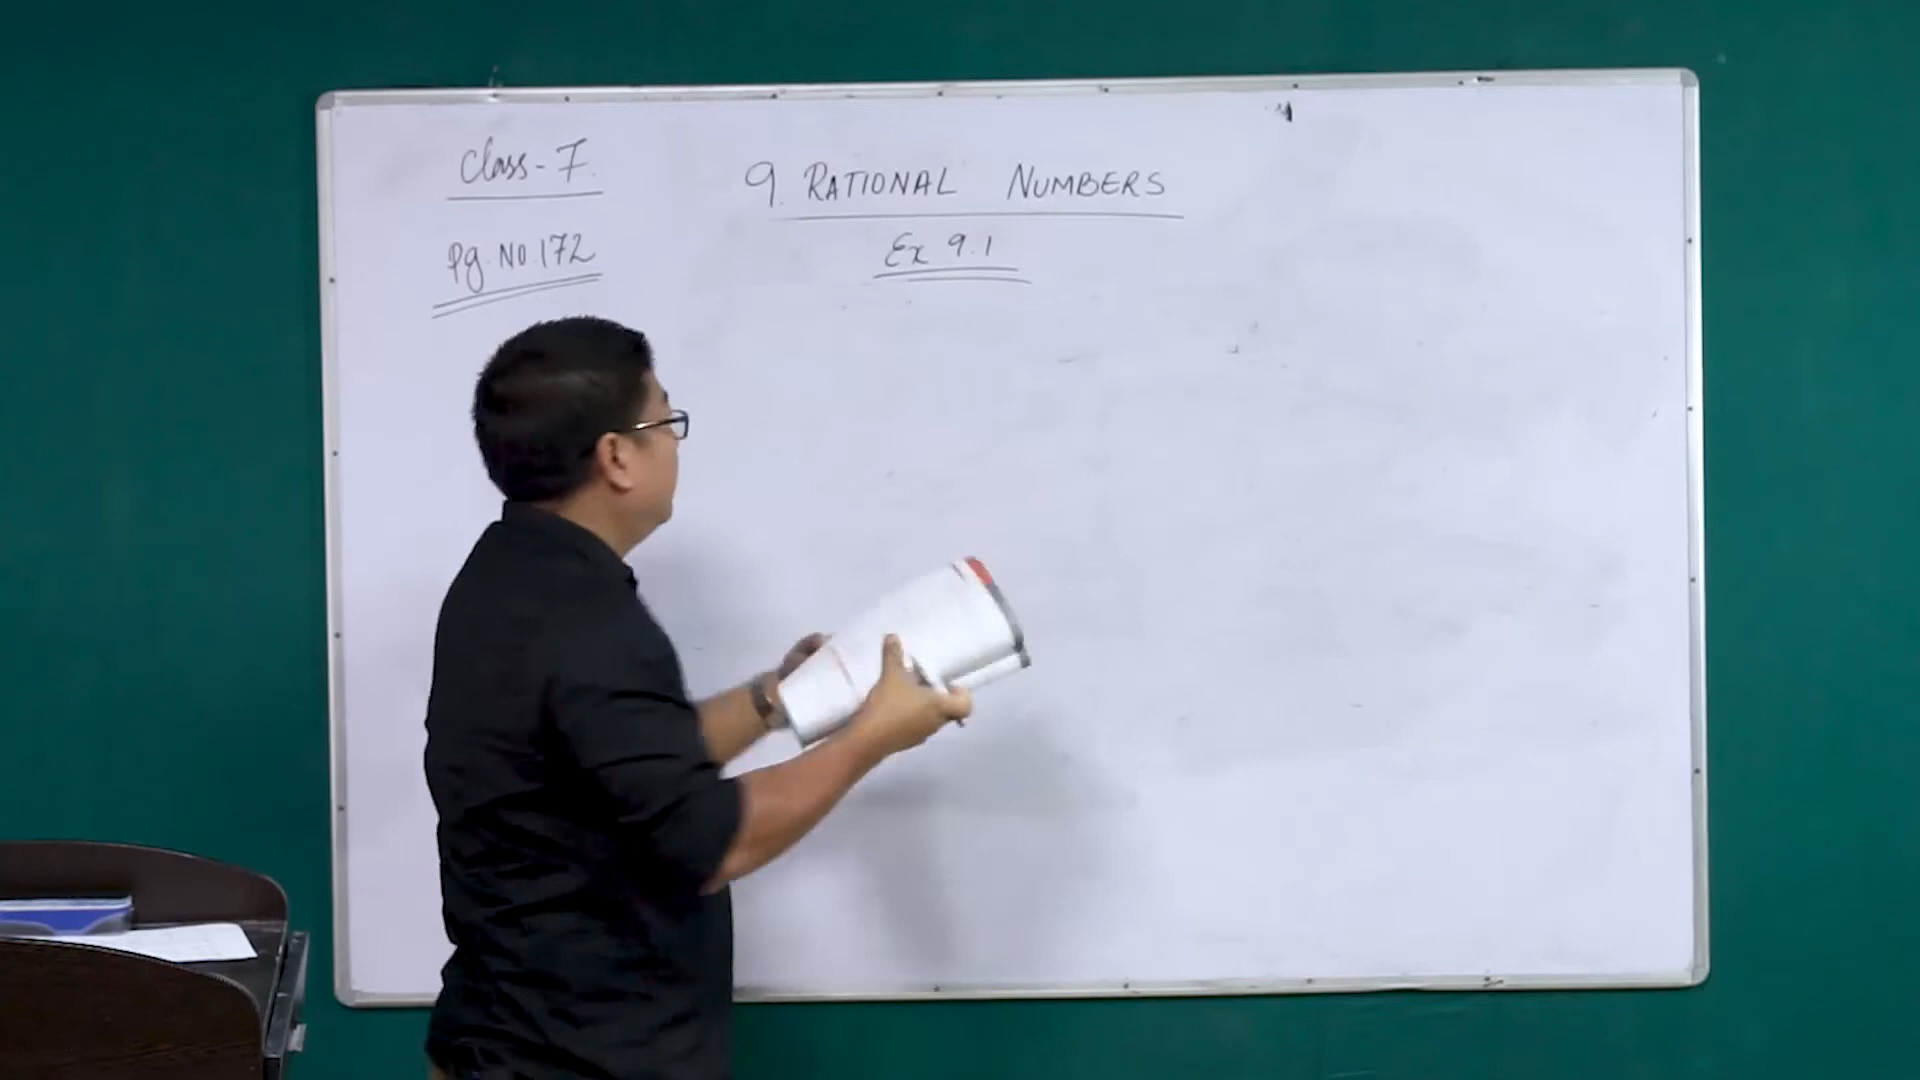 Class-7.
Pg.No.172
9. RATIONAL NUMBERS
Ex 9.1